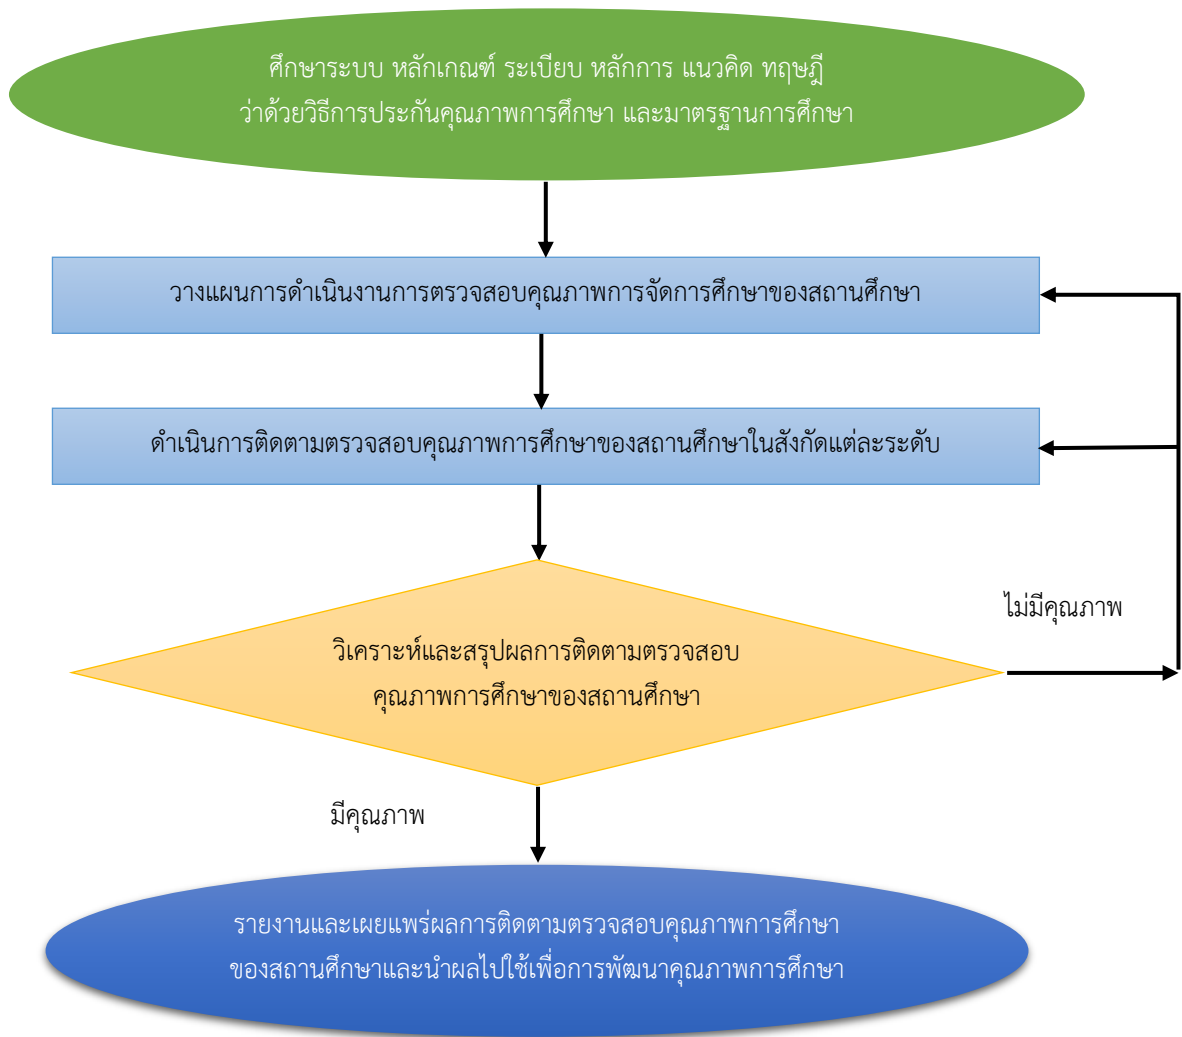 ศึกษาระบบ หลักเกณฑ์ ระเบียบ หลักการ แนวคิด ทฤษฎี
ว่าด้วยวิธีการประกันคุณภาพการศึกษา และมาตรฐานการศึกษา
วางแผนการดำเนินงานการตรวจสอบคุณภาพการจัดการศึกษาของสถานศึกษา
ดำเนินการติดตามตรวจสอบคุณภาพการศึกษาของสถานศึกษาในสังกัดแต่ละระดับ
ไม่มีคุณภาพ
วิเคราะห์และสรุปผลการติดตามตรวจสอบ
คุณภาพการศึกษาของสถานศึกษา
มีคุณภาพ
รายงานและเผยแพร่ผลการติดตามตรวจสอบคุณภาพการศึกษา
ของสถานศึกษาและนำผลไปใช้เพื่อการพัฒนาคุณภาพการศึกษา